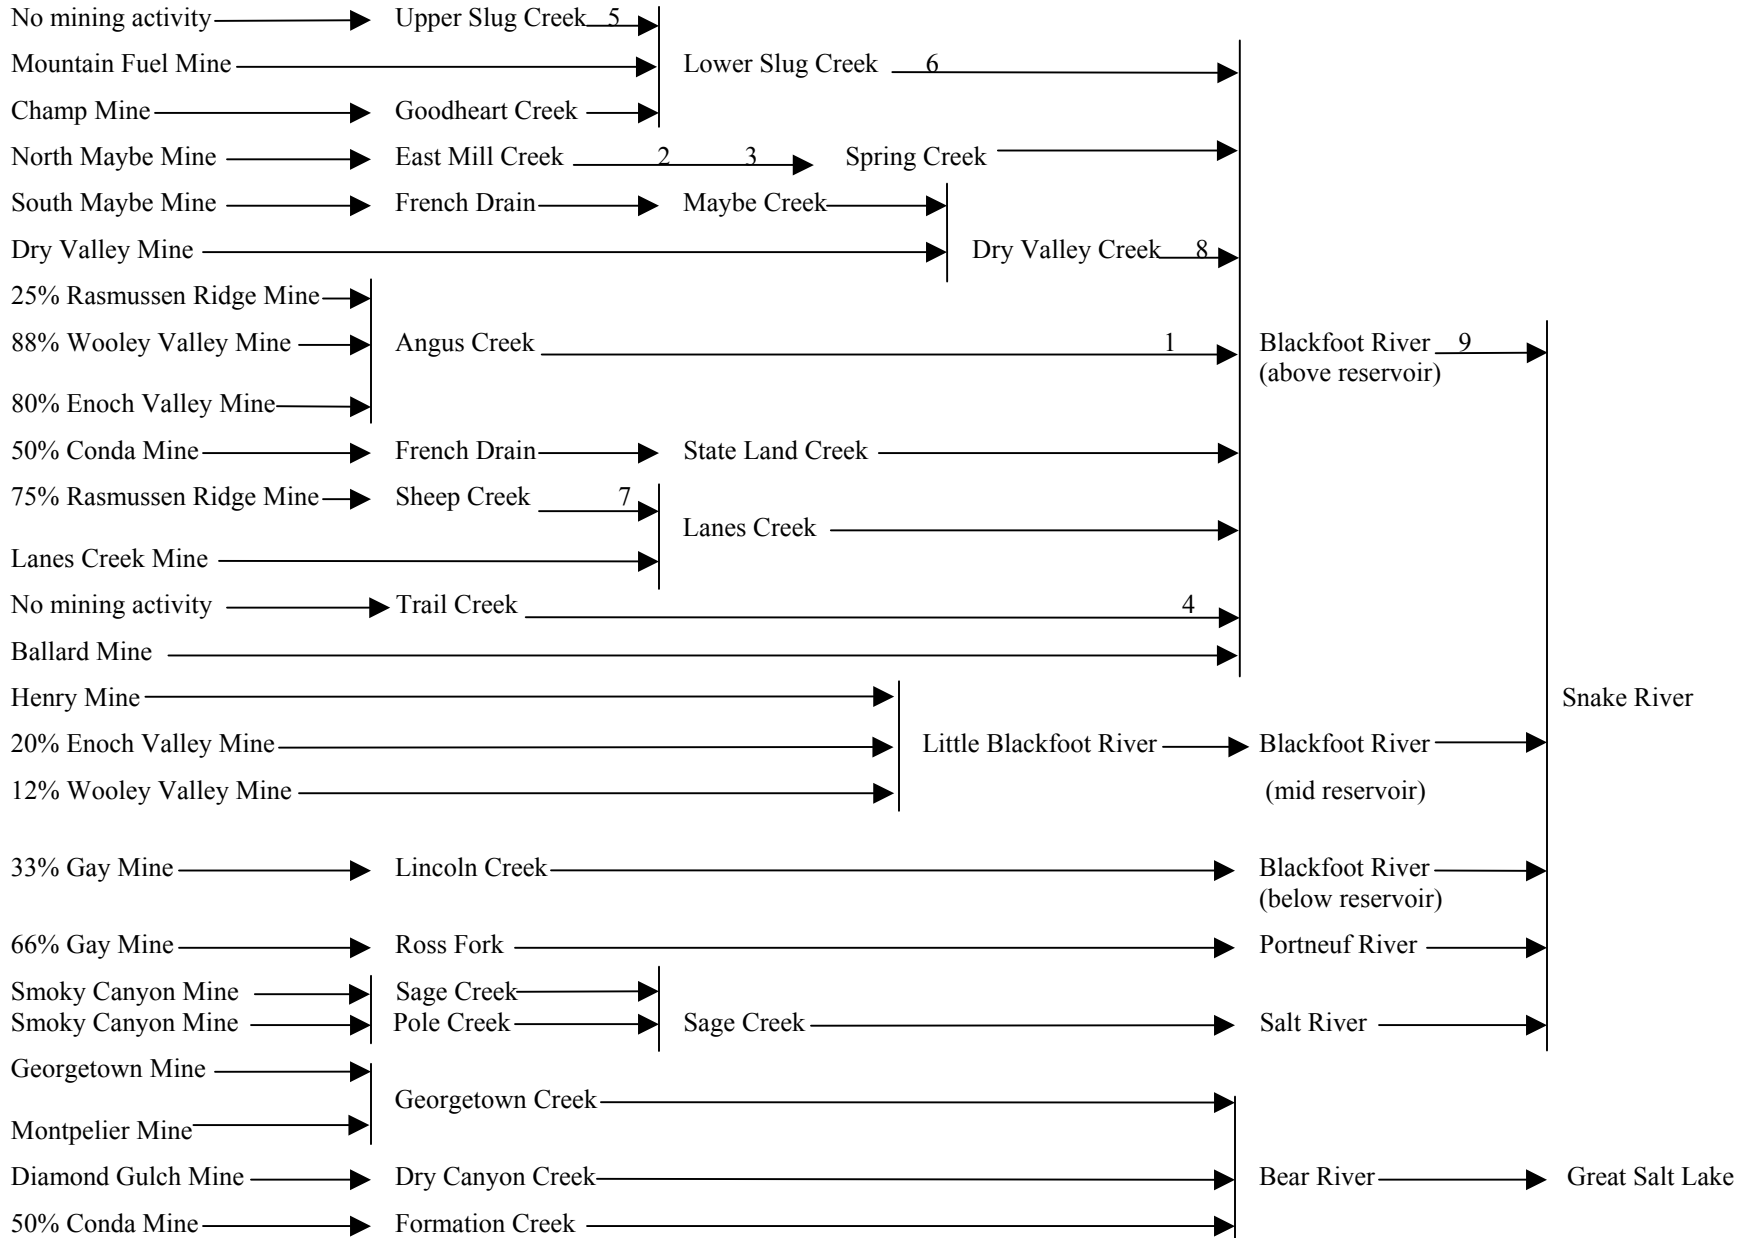 No mining activity Upper Slug Creek 5
Mountain Fuel Mine Lower Slug Creek 6
Champ Mine Goodheart Creek
North Maybe Mine East Mill Creek 2 3 Spring Creek
South Maybe Mine French Drain Maybe Creek
Dry Valley Mine Dry Valley Creek 8
25% Rasmussen Ridge Mine
88% Wooley Valley Mine Angus Creek 1 Blackfoot River 9
(above reservoir)
80% Enoch Valley Mine
50% Conda Mine French Drain State Land Creek
75% Rasmussen Ridge Mine Sheep Creek 7
Lanes Creek
Lanes Creek Mine
No mining activity Trail Creek 4
Ballard Mine
Henry Mine Snake River
20% Enoch Valley Mine Little Blackfoot River Blackfoot River
12% Wooley Valley Mine (mid reservoir)
33% Gay Mine Lincoln Creek Blackfoot River
(below reservoir)
66% Gay Mine Ross Fork Portneuf River
Smoky Canyon Mine Sage Creek
Smoky Canyon Mine Pole Creek Sage Creek Salt River
Georgetown Mine
Georgetown Creek
Montpelier Mine
Diamond Gulch Mine Dry Canyon Creek Bear River Great Salt Lake
50% Conda Mine Formation Creek